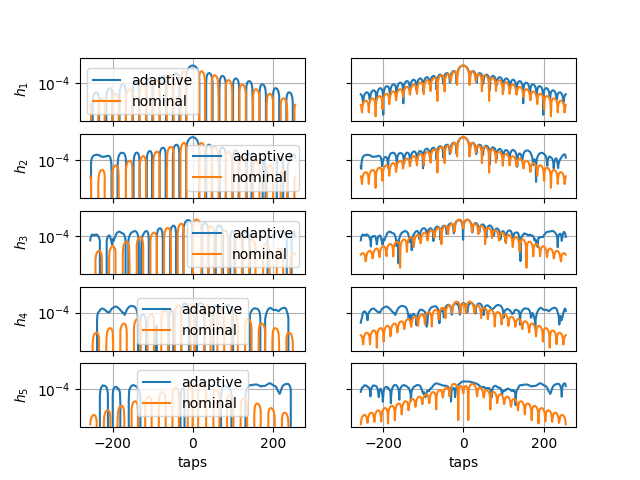 h₁
10⁻⁴
adaptive
nominal
h₂
10⁻⁴
adaptive
nominal
h₃
10⁻⁴
adaptive
nominal
h₄
10⁻⁴
adaptive
nominal
h₅
10⁻⁴
adaptive
nominal
−200 0 200
−200 0 200
taps
taps